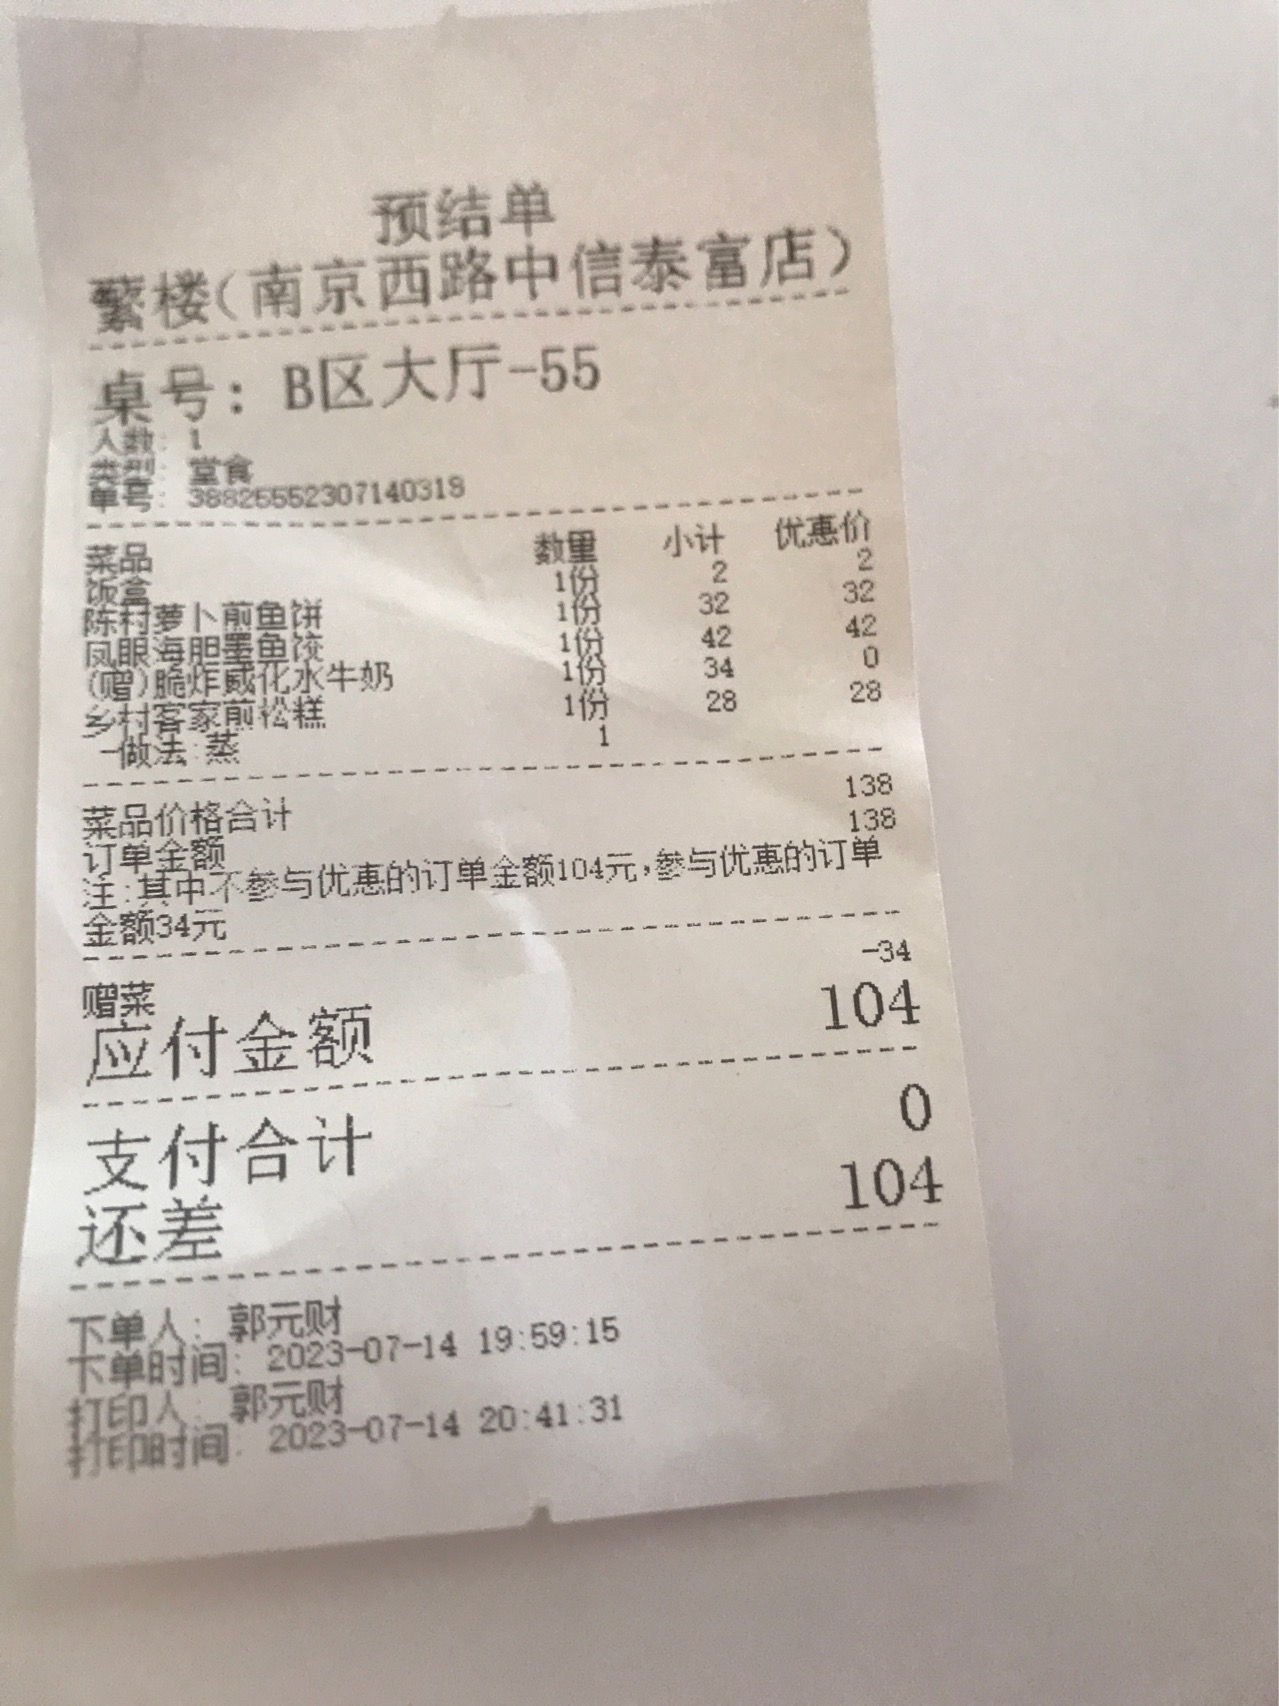 预结单
蘩楼(南京西路中信泰富店)
桌号: B区大厅-55
人数: 1
类别: 堂食
单号: 38825552307140318
菜品 数量 小计 优惠价
饭盒 1份 2 2
陈村萝卜煎鱼饼 1份 32 32
凤眼海胆墨鱼饺 1份 42 42
(赠)脆炸威化水牛奶 1份 34 0
乡村客家煎松糕 1份 28 28
-做法:蒸 1
菜品价格合计 138
订单金额 138
注:其中不参与优惠的订单金额104元,参与优惠的订单
金额34元
赠菜 -34
应付金额 104
支付合计 0
还差 104
下单人: 郭元财
下单时间: 2023-07-14 19:59:15
打印人: 郭元财
打印时间: 2023-07-14 20:41:31